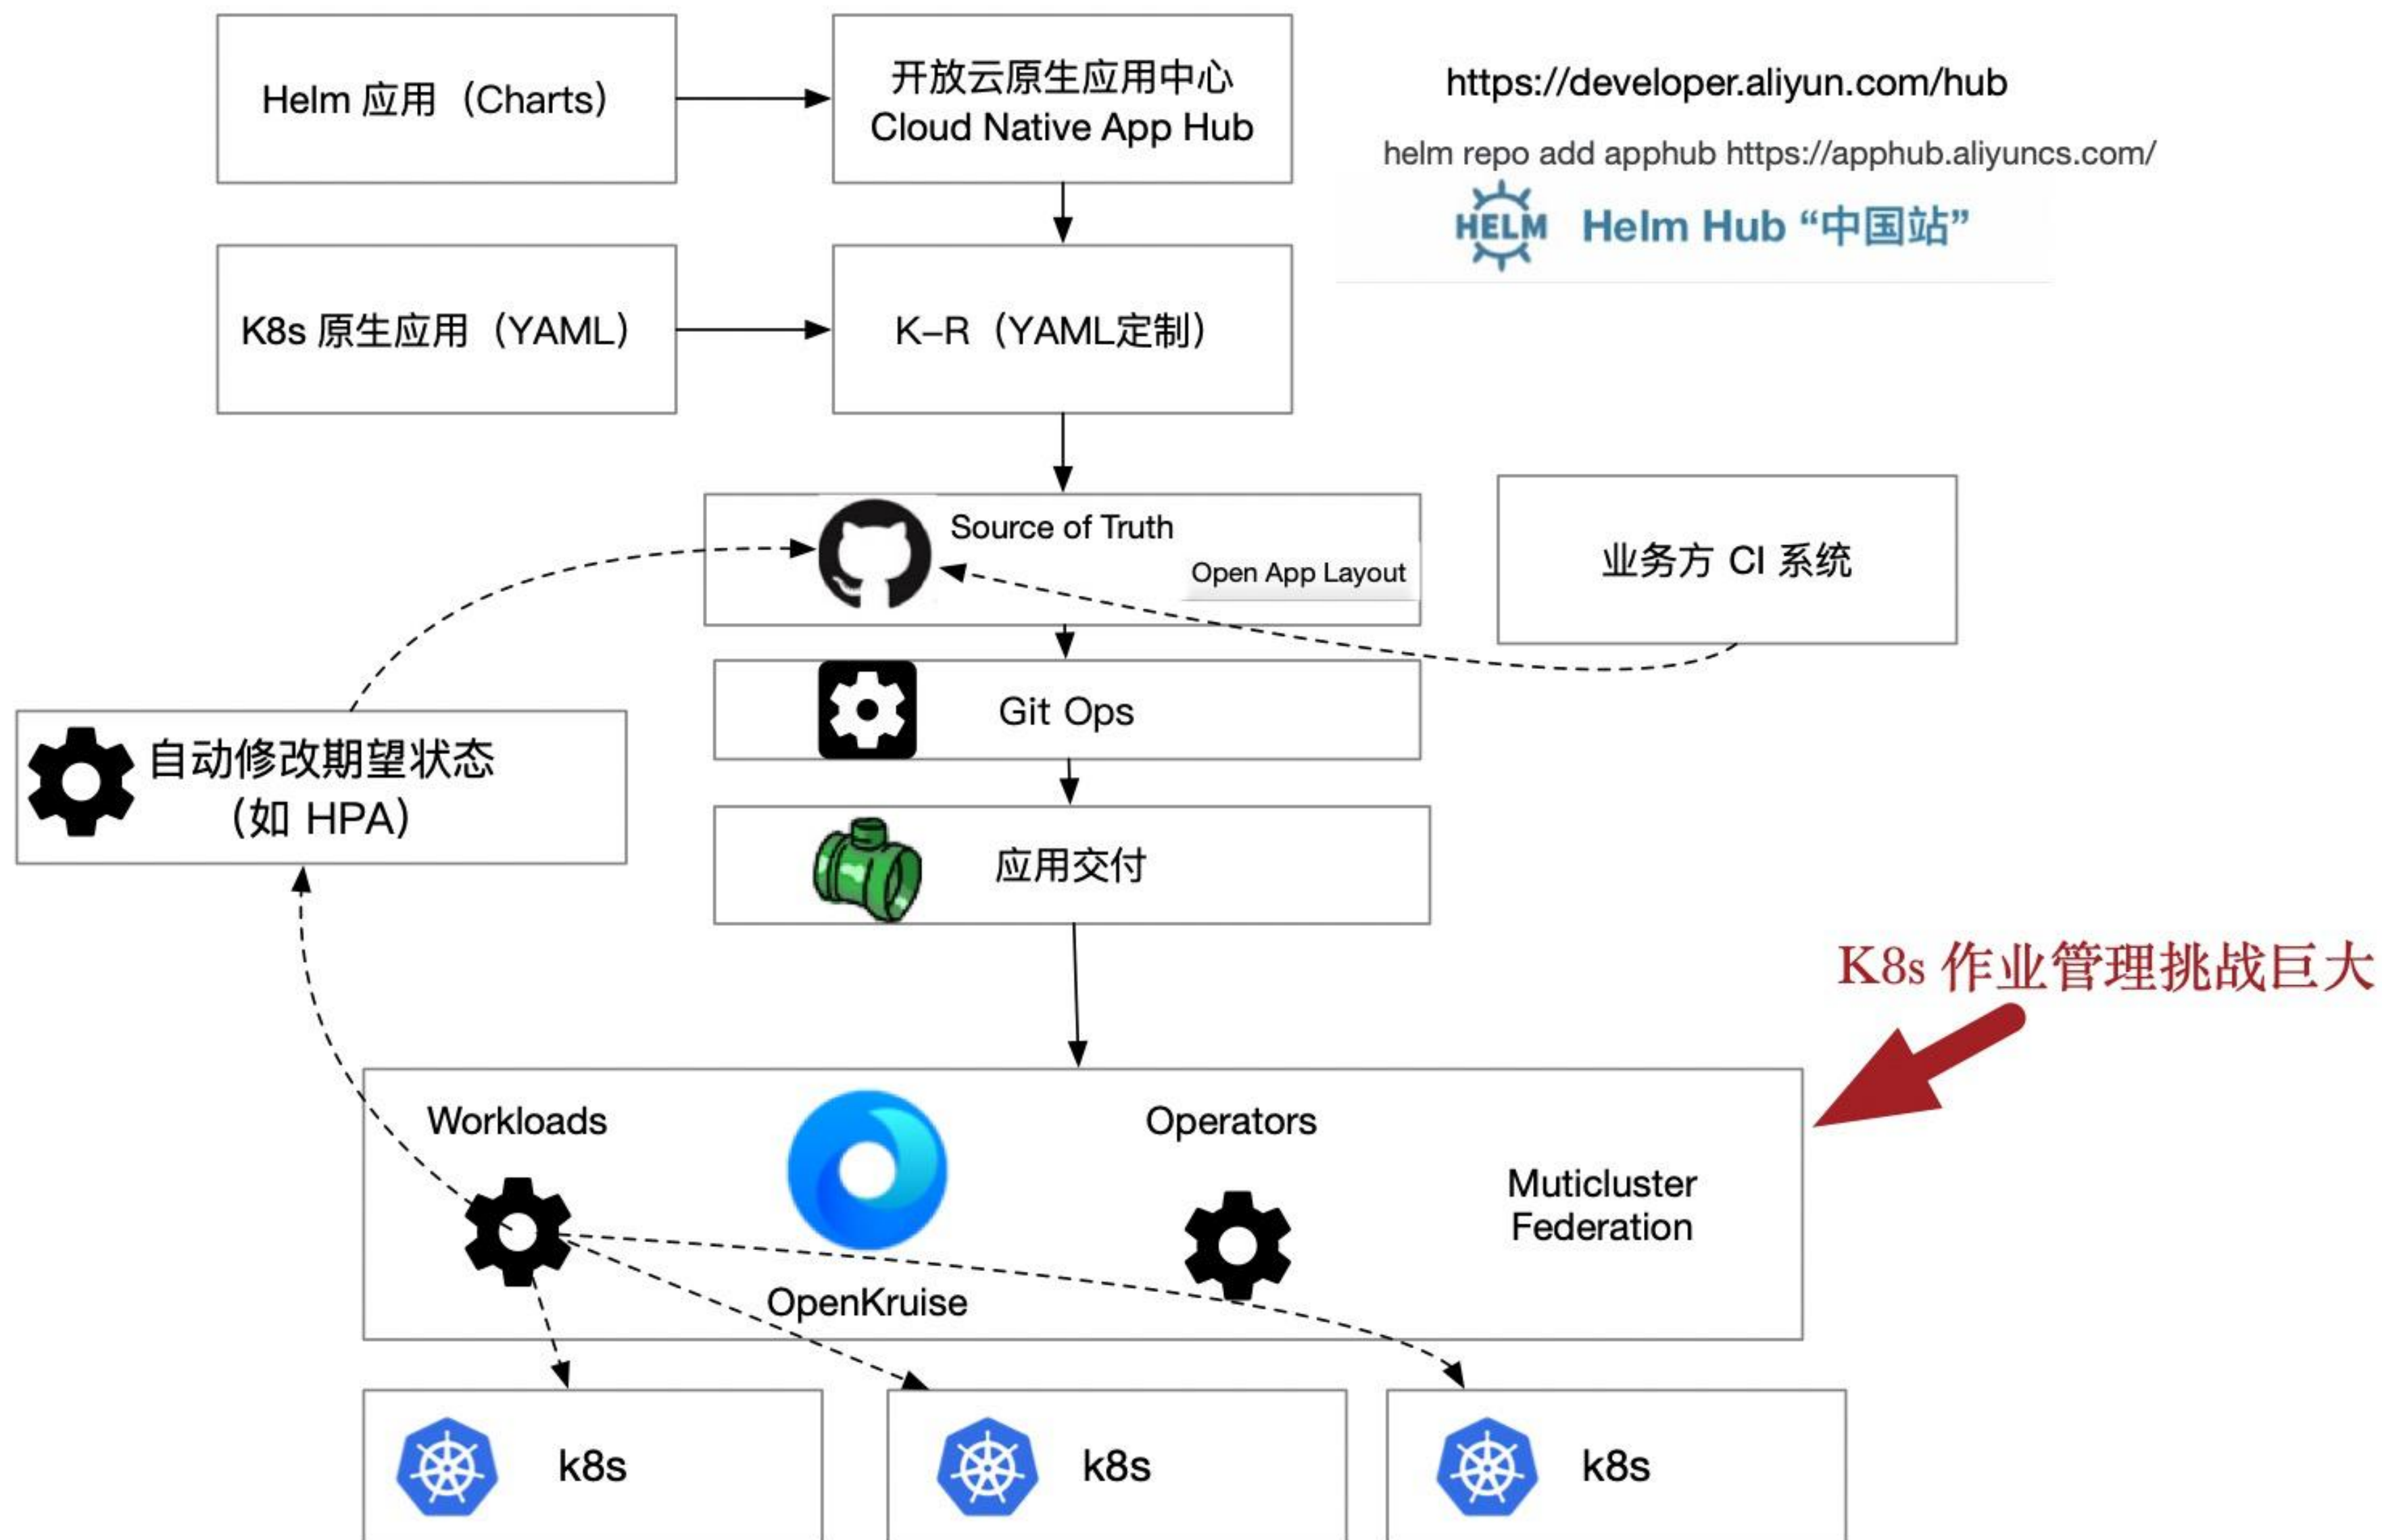 Helm 应用（Charts）
开放云原生应用中心
Cloud Native App Hub
https://developer.aliyun.com/hub
helm repo add apphub https://apphub.aliyuncs.com/
HELM Helm Hub “中国站”
K8s 原生应用（YAML）
K–R（YAML定制）
Source of Truth
Open App Layout
业务方 CI 系统
Git Ops
自动修改期望状态
（如 HPA）
应用交付
K8s 作业管理挑战巨大
Workloads
Operators
Muticluster
Federation
OpenKruise
k8s
k8s
k8s